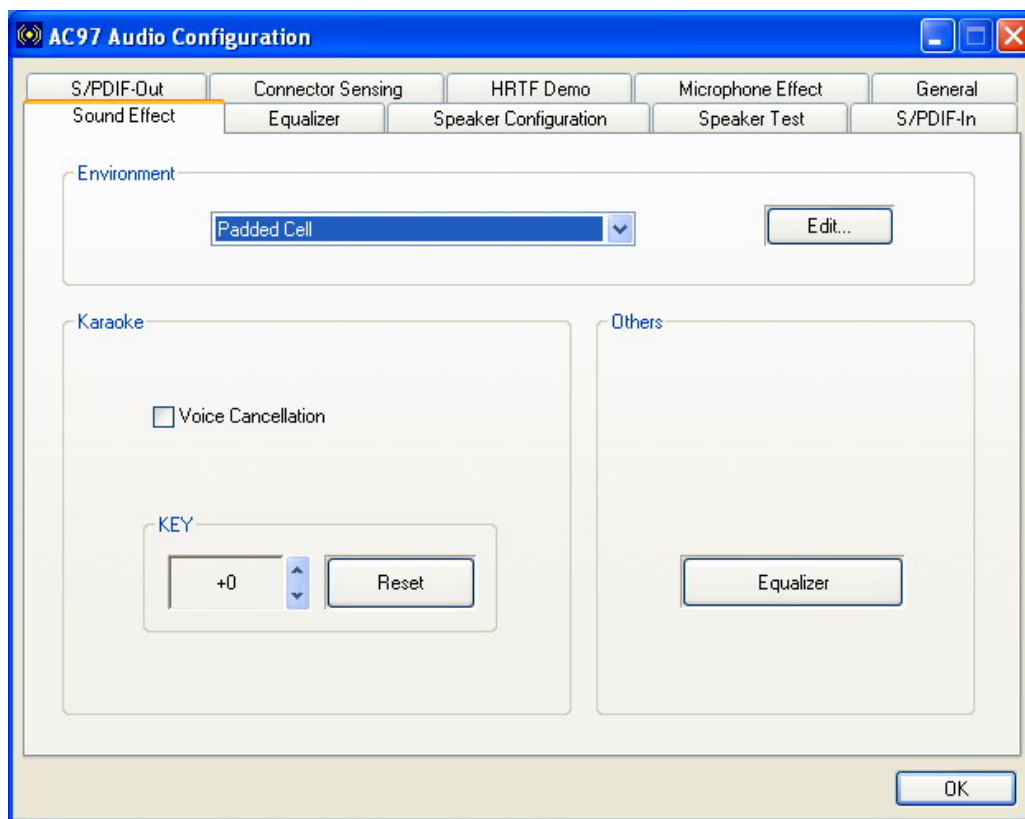 AC97 Audio Configuration
S/PDIF-Out Connector Sensing HRTF Demo Microphone Effect General
Sound Effect Equalizer Speaker Configuration Speaker Test S/PDIF-In
Environment
Padded Cell Edit...
Karaoke
Voice Cancellation
KEY
+0 Reset
Others
Equalizer
OK